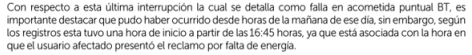 Con respecto a esta última interrupción la cual se detalla como falla en acometida puntual BT, es
importante destacar que pudo haber ocurrido desde horas de la mañana de ese día, sin embargo, según
los registros esta tuvo una hora de inicio a partir de las 16:45 horas, ya que está asociada con la hora en
que el usuario afectado presentó el reclamo por falta de energía.